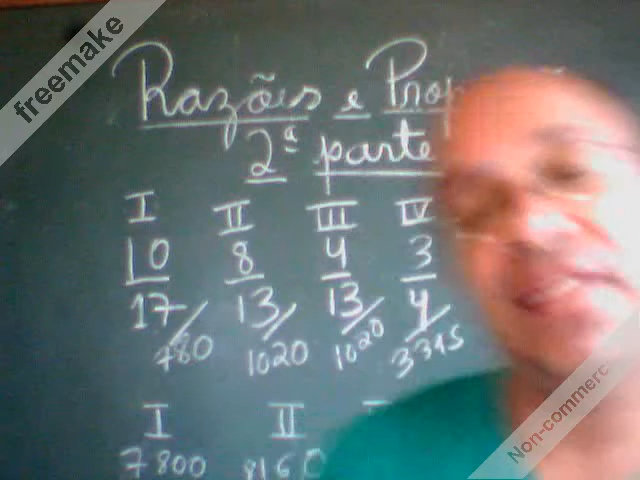 freemake
Razões e Prop
2ª parte
I II III IV
10 8 4 3
17 13 13 4
780 1020 1020 3315
I II
7800 8160
Non-commerc